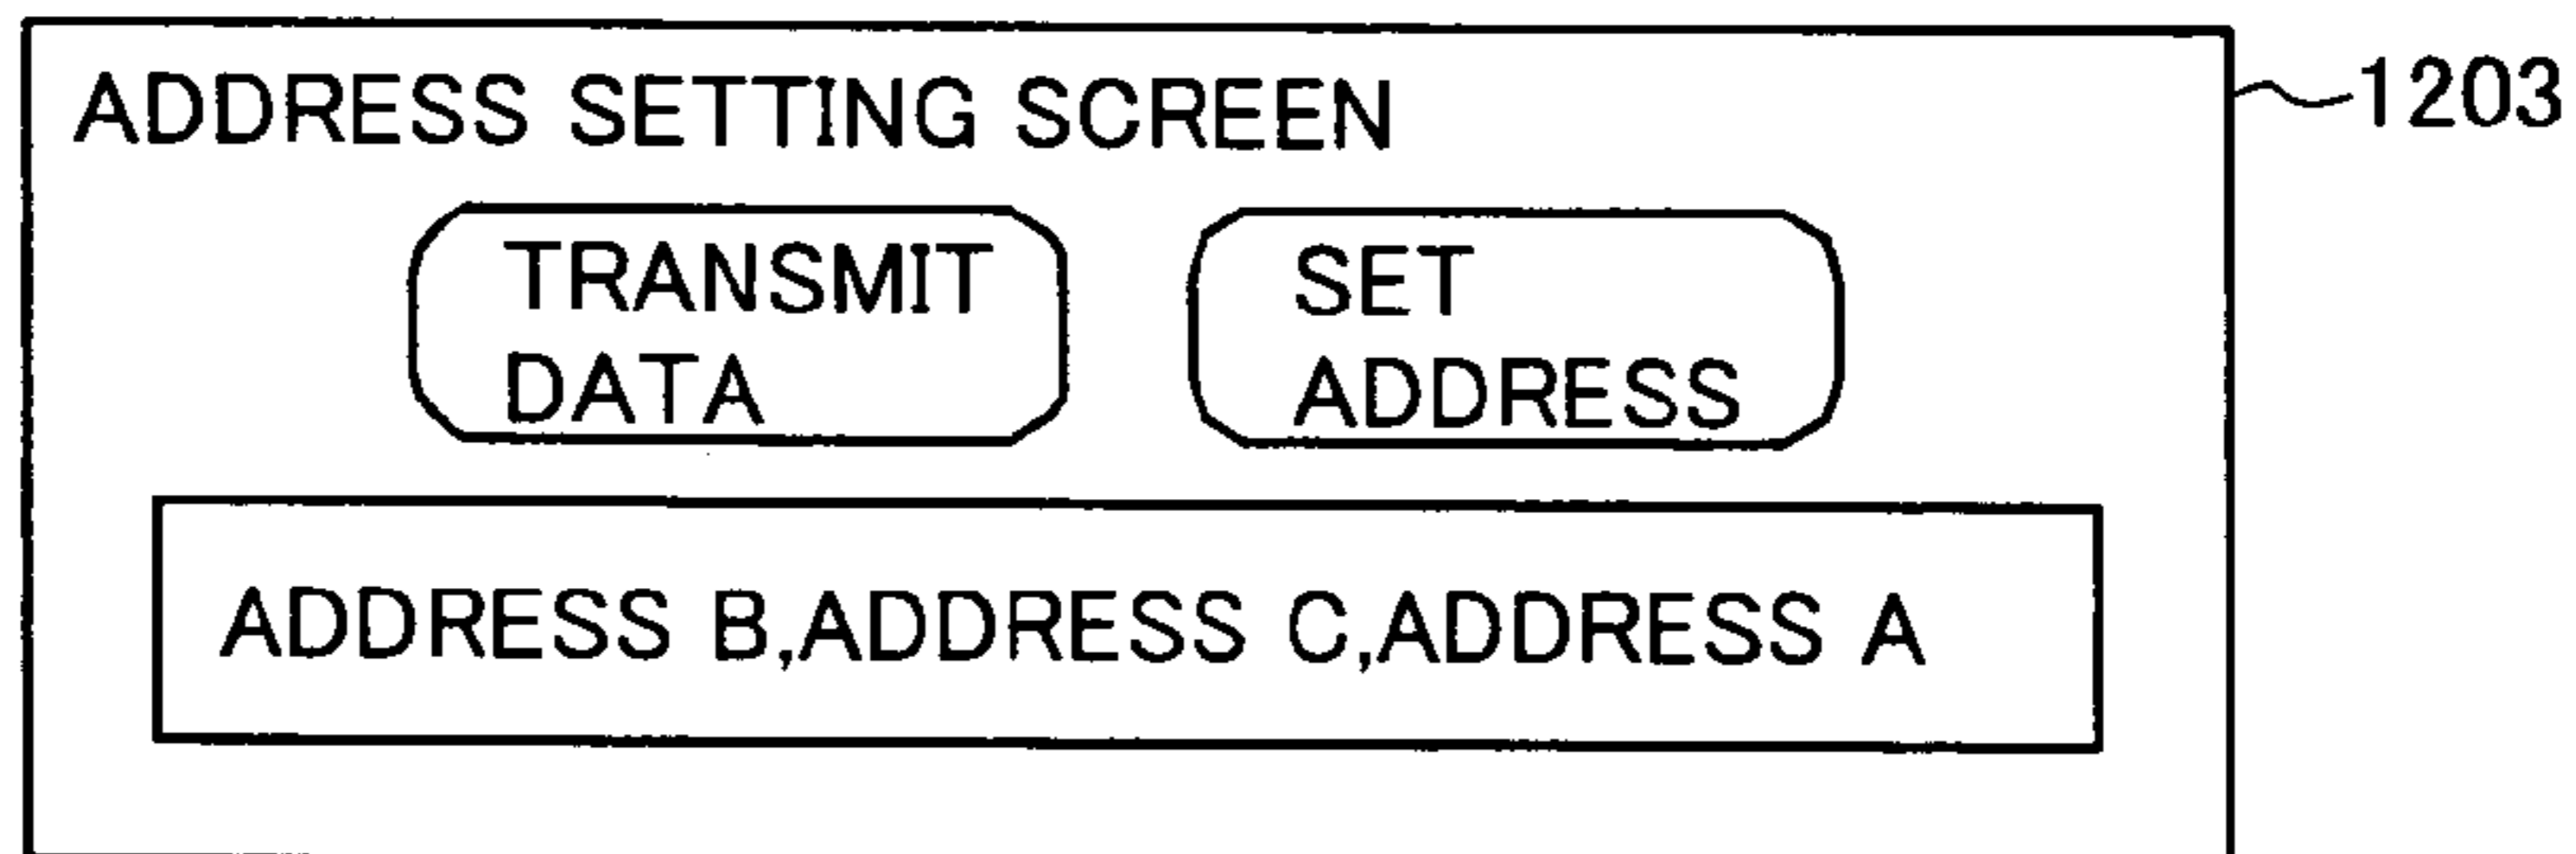 ADDRESS SETTING SCREEN
1203
TRANSMIT
DATA
SET
ADDRESS
ADDRESS B,ADDRESS C,ADDRESS A